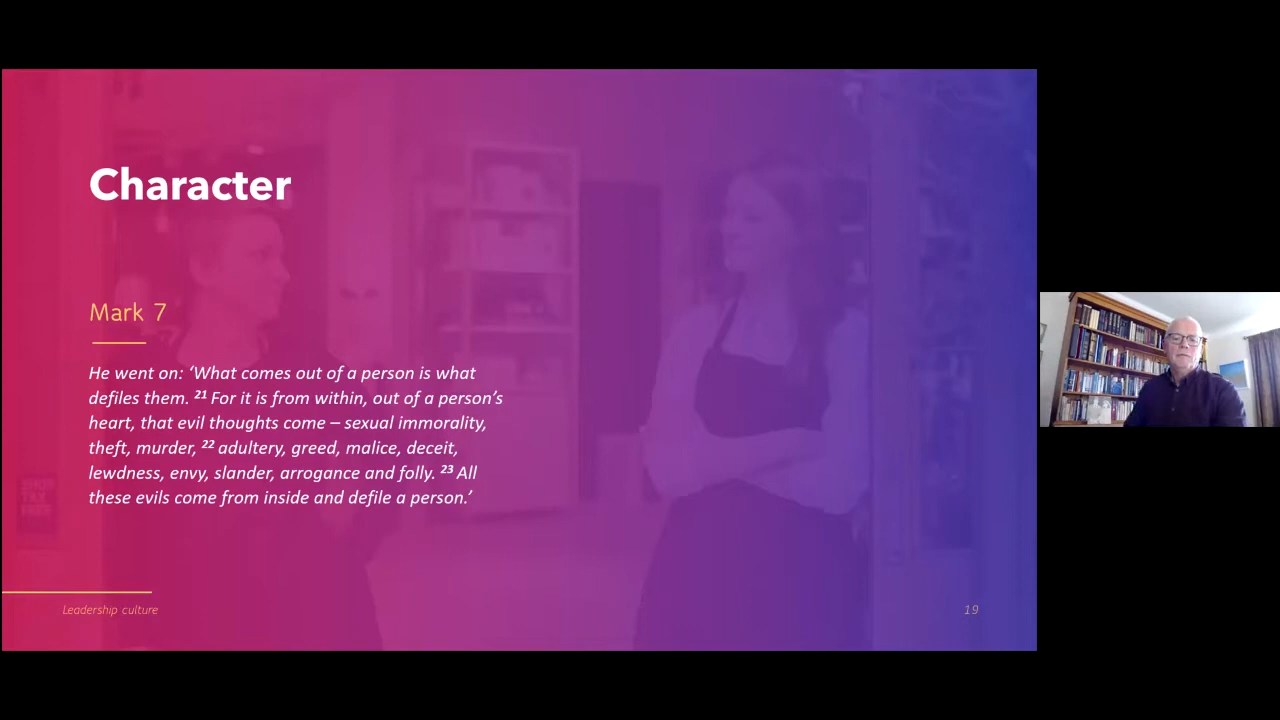 Character
Mark 7
He went on: ‘What comes out of a person is what
defiles them. ²¹ For it is from within, out of a person’s
heart, that evil thoughts come – sexual immorality,
theft, murder, ²² adultery, greed, malice, deceit,
lewdness, envy, slander, arrogance and folly. ²³ All
these evils come from inside and defile a person.’
SHOP
TAX
FREE
Leadership culture
19